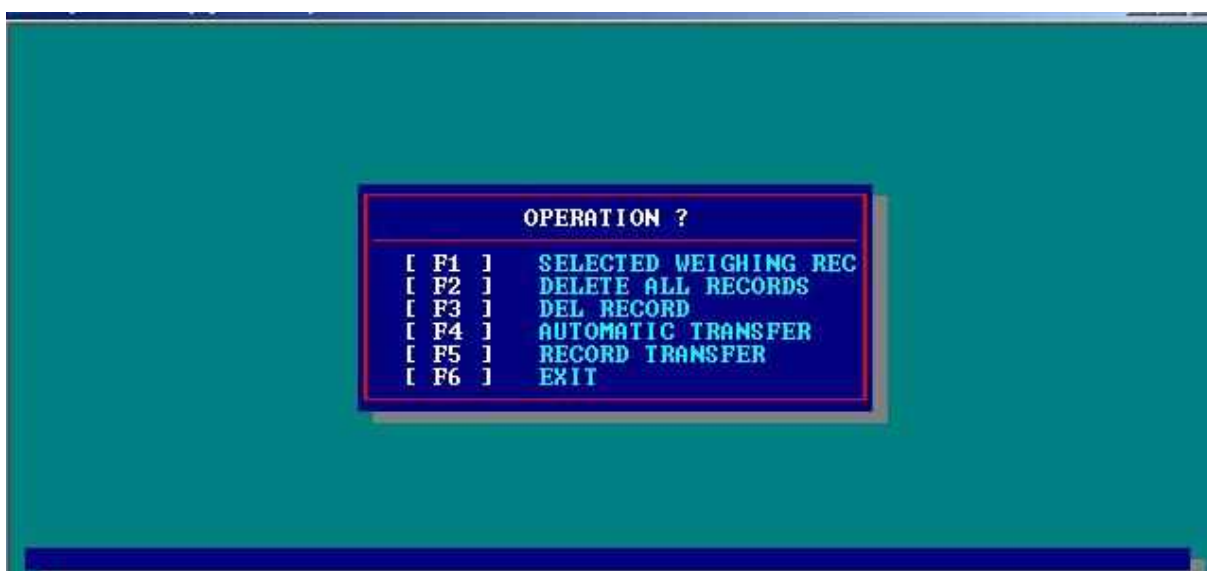 OPERATION ?
[ F1 ] SELECTED WEIGHING REC
[ F2 ] DELETE ALL RECORDS
[ F3 ] DEL RECORD
[ F4 ] AUTOMATIC TRANSFER
[ F5 ] RECORD TRANSFER
[ F6 ] EXIT